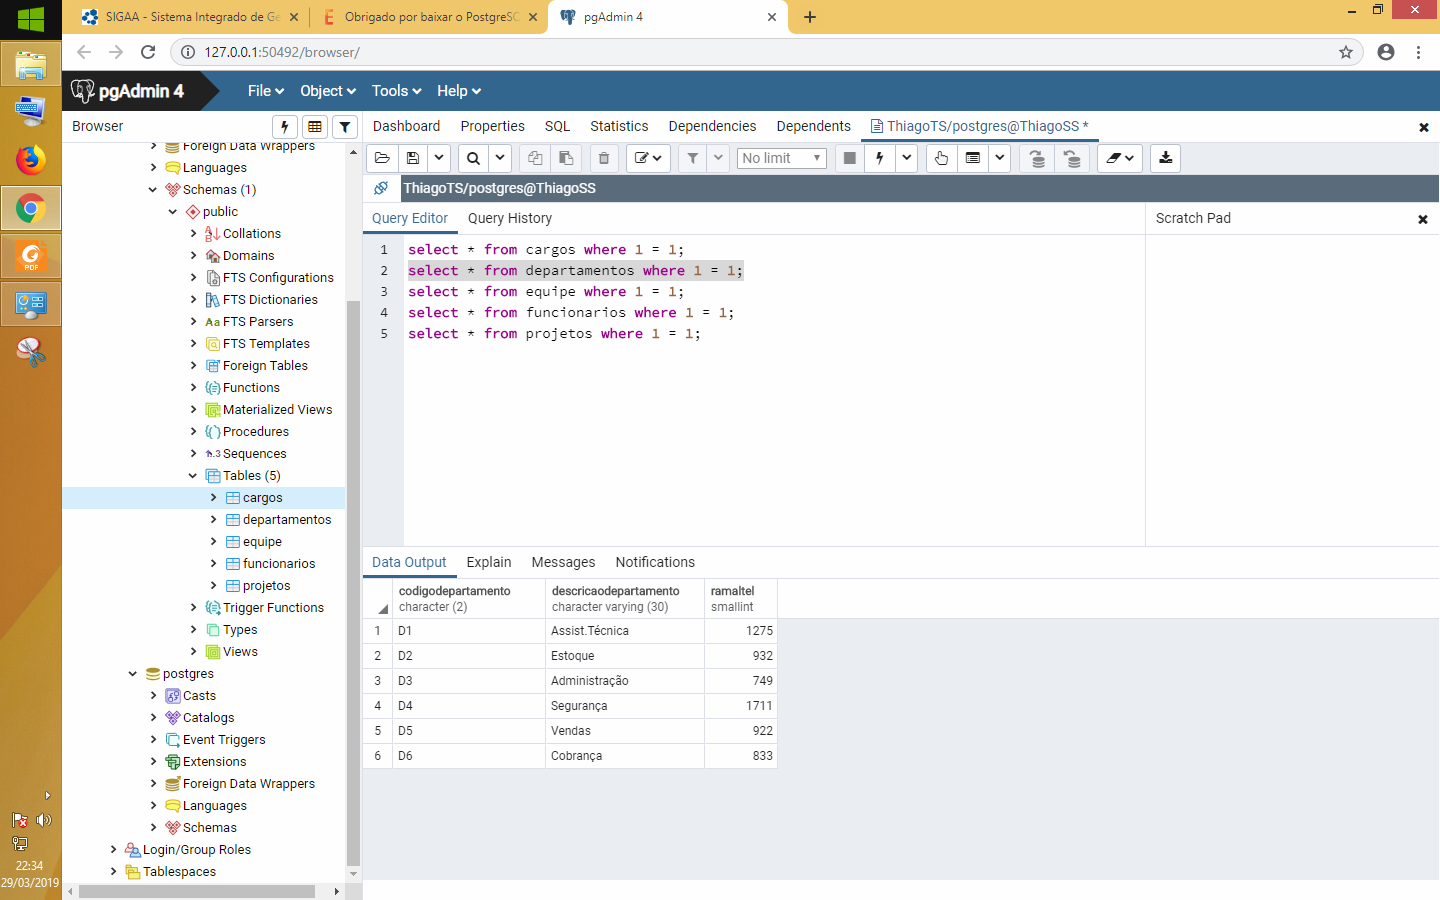 SIGAA - Sistema Integrado de Ge
Obrigado por baixar o PostgreSQ
pgAdmin 4
127.0.0.1:50492/browser/
pgAdmin 4
File
Object
Tools
Help
Browser
Dashboard
Properties
SQL
Statistics
Dependencies
Dependents
ThiagoTS/postgres@ThiagoSS *
No limit
ThiagoTS/postgres@ThiagoSS
Query Editor
Query History
Scratch Pad
1 select * from cargos where 1 = 1;
2 select * from departamentos where 1 = 1;
3 select * from equipe where 1 = 1;
4 select * from funcionarios where 1 = 1;
5 select * from projetos where 1 = 1;
Foreign Data Wrappers
Languages
Schemas (1)
public
Collations
Domains
FTS Configurations
FTS Dictionaries
FTS Parsers
FTS Templates
Foreign Tables
Functions
Materialized Views
Procedures
Sequences
Tables (5)
cargos
departamentos
equipe
funcionarios
projetos
Trigger Functions
Types
Views
postgres
Casts
Catalogs
Event Triggers
Extensions
Foreign Data Wrappers
Languages
Schemas
Login/Group Roles
Tablespaces
Data Output
Explain
Messages
Notifications
codigodepartamento
character (2)
descricaodepartamento
character varying (30)
ramaltel
smallint
1 D1 Assist.Técnica 1275
2 D2 Estoque 932
3 D3 Administração 749
4 D4 Segurança 1711
5 D5 Vendas 922
6 D6 Cobrança 833
PDF
22:34
29/03/2019